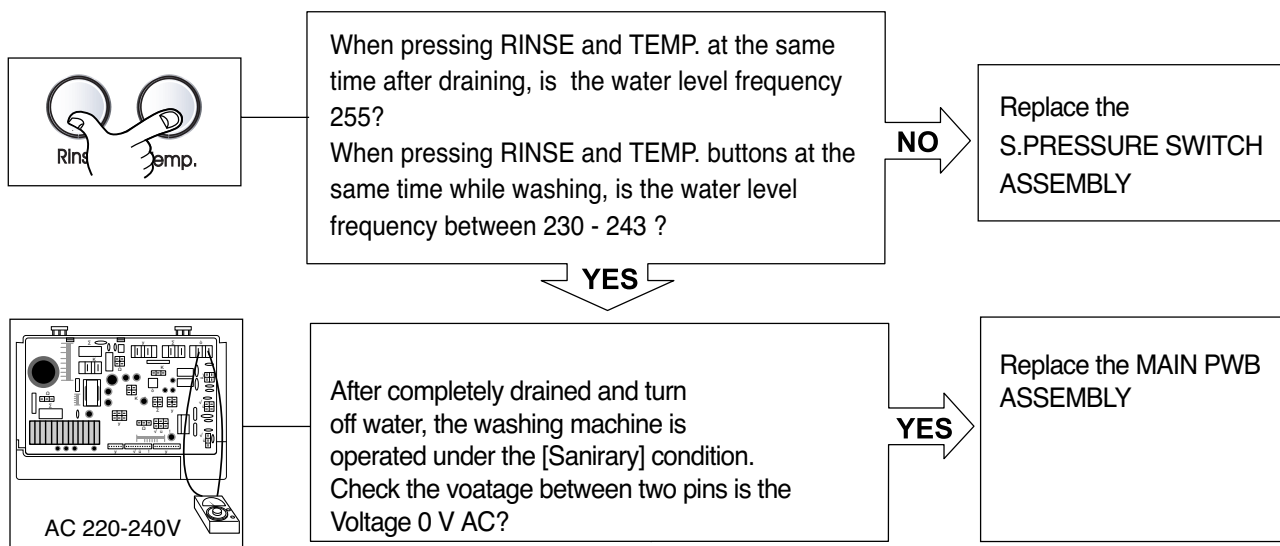 Rins
emp.
When pressing RINSE and TEMP. at the same
time after draining, is the water level frequency
255?
When pressing RINSE and TEMP. buttons at the
same time while washing, is the water level
frequency between 230 - 243 ?
NO
Replace the
S.PRESSURE SWITCH
ASSEMBLY
YES
AC 220-240V
After completely drained and turn
off water, the washing machine is
operated under the [Sanirary] condition.
Check the voatage between two pins is the
Voltage 0 V AC?
YES
Replace the MAIN PWB
ASSEMBLY